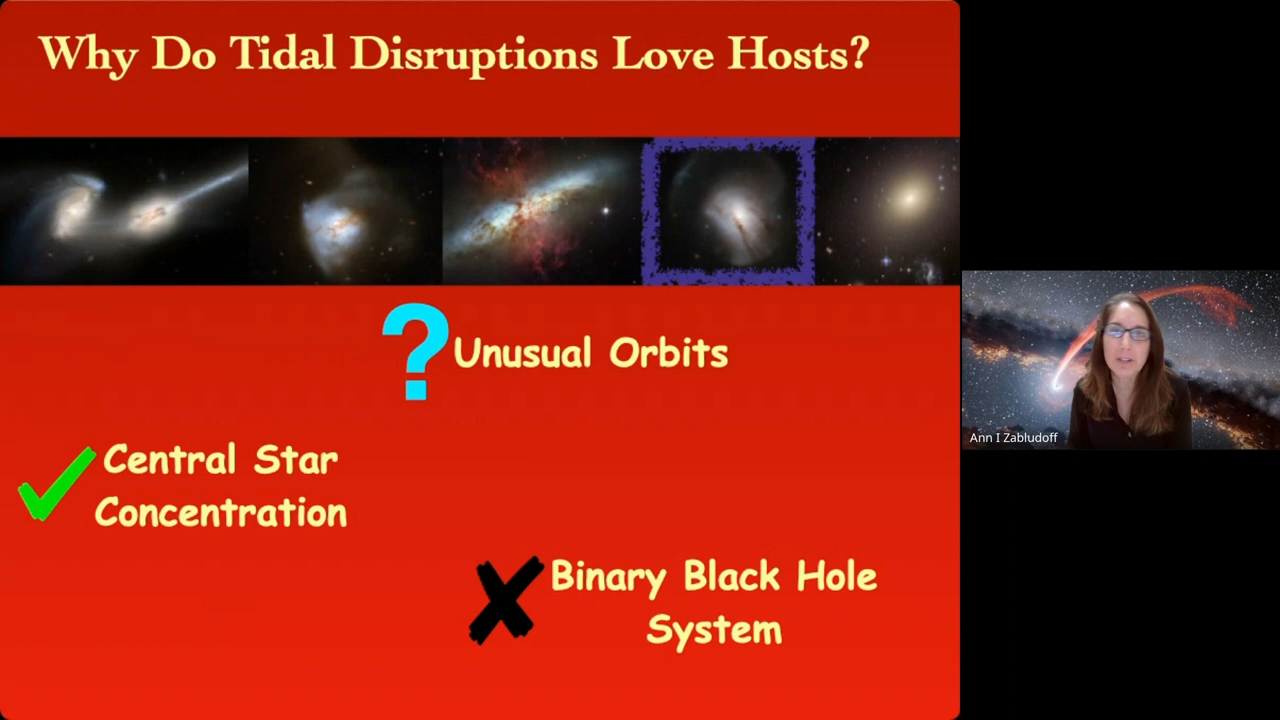 Why Do Tidal Disruptions Love Hosts?
? Unusual Orbits
Central Star
Concentration
Binary Black Hole
System
Ann I Zabludoff